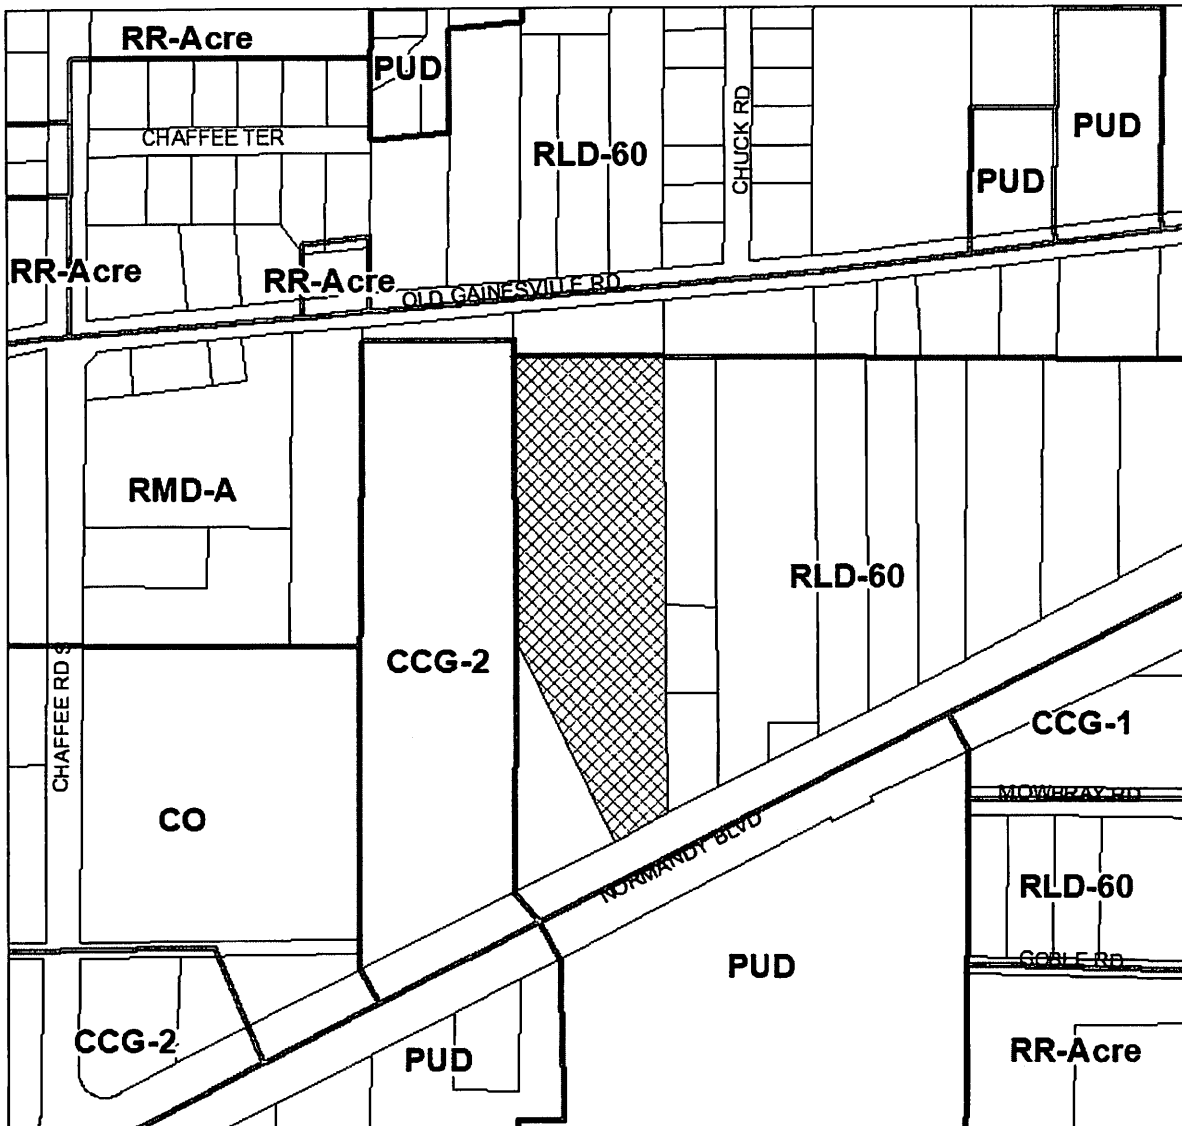 RR-Acre
PUD
CHAFFEE TER
RLD-60
CHUCK RD
PUD
PUD
RR-Acre
RR-Acre
OLD GAINESVILLE RD
RMD-A
RLD-60
CCG-2
CHAFFEE RD S
CCG-1
MOWBRAY RD
CO
NORMANDY BLVD
RLD-60
GOBLE RD
PUD
CCG-2
PUD
RR-Acre